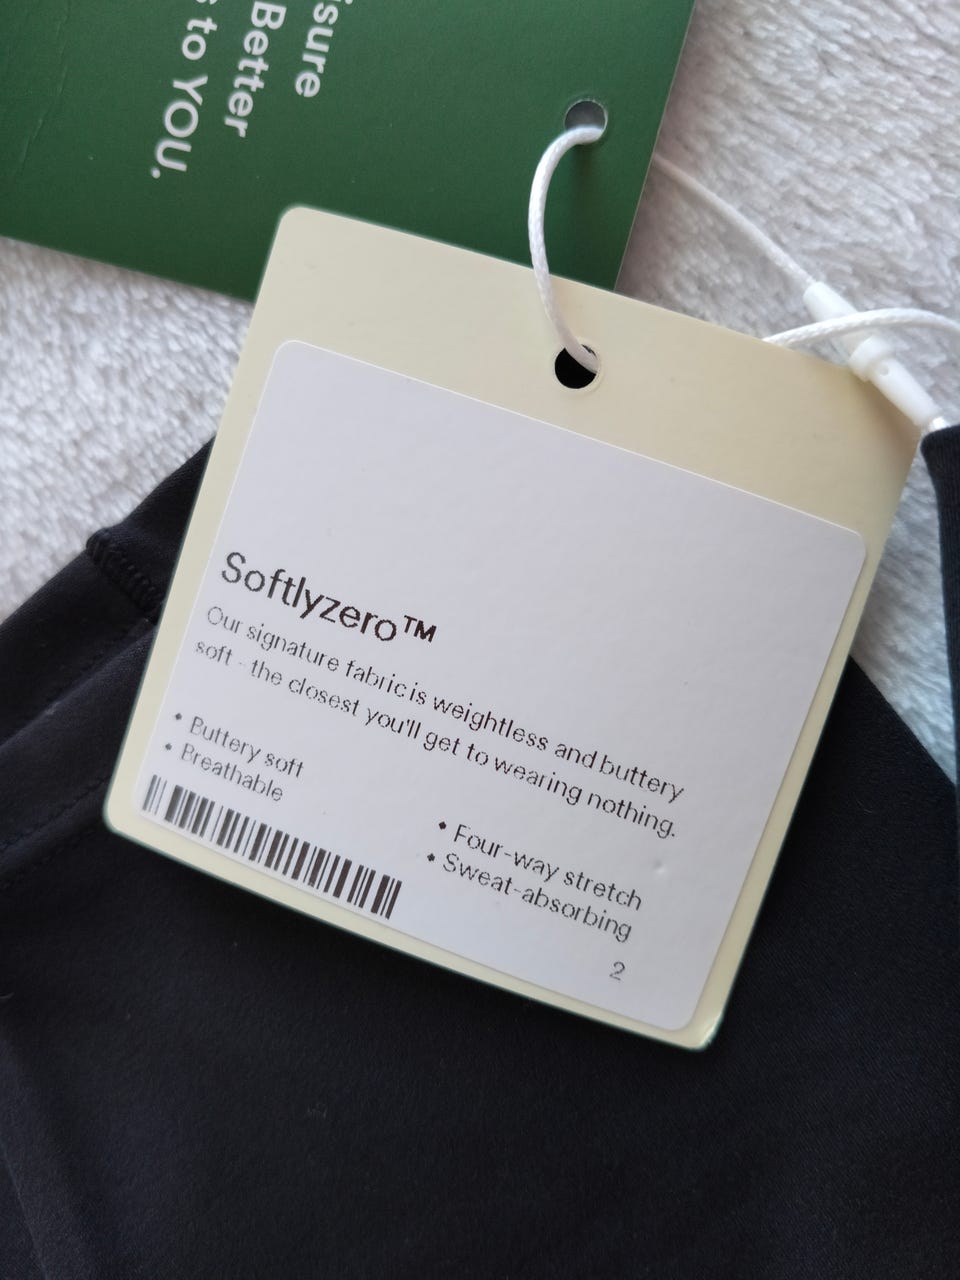 Better
to YOU.
Softlyzero™
Our signature fabric is weightless and buttery
soft - the closest you'll get to wearing nothing.
• Buttery soft
• Breathable
• Four-way stretch
• Sweat-absorbing
2